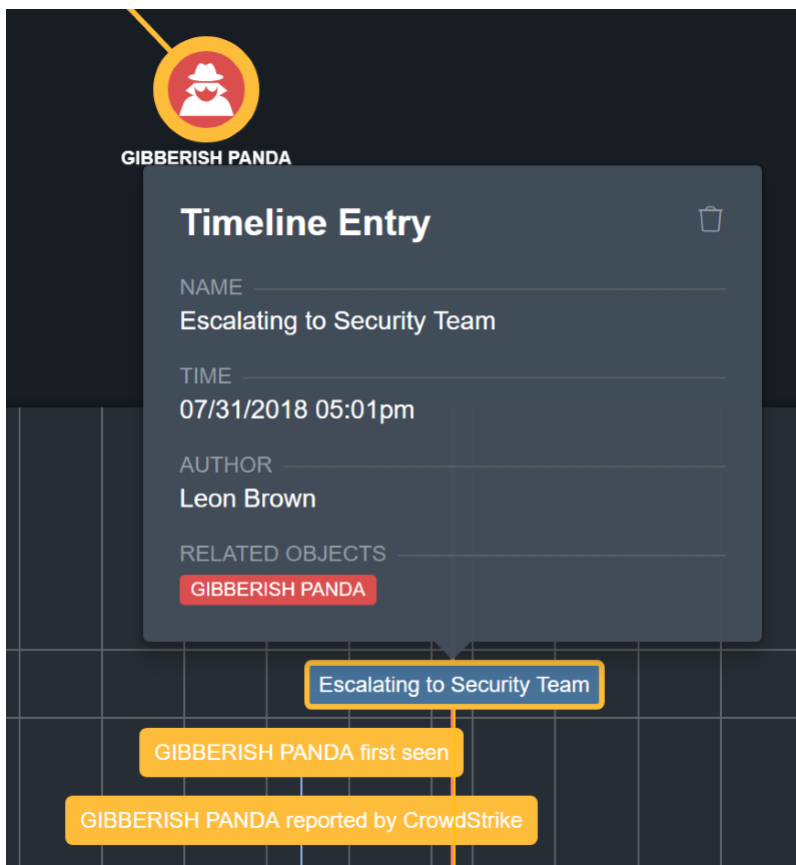 GIBBERISH PANDA
Timeline Entry
NAME
Escalating to Security Team
TIME
07/31/2018 05:01pm
AUTHOR
Leon Brown
RELATED OBJECTS
GIBBERISH PANDA
Escalating to Security Team
GIBBERISH PANDA first seen
GIBBERISH PANDA reported by CrowdStrike